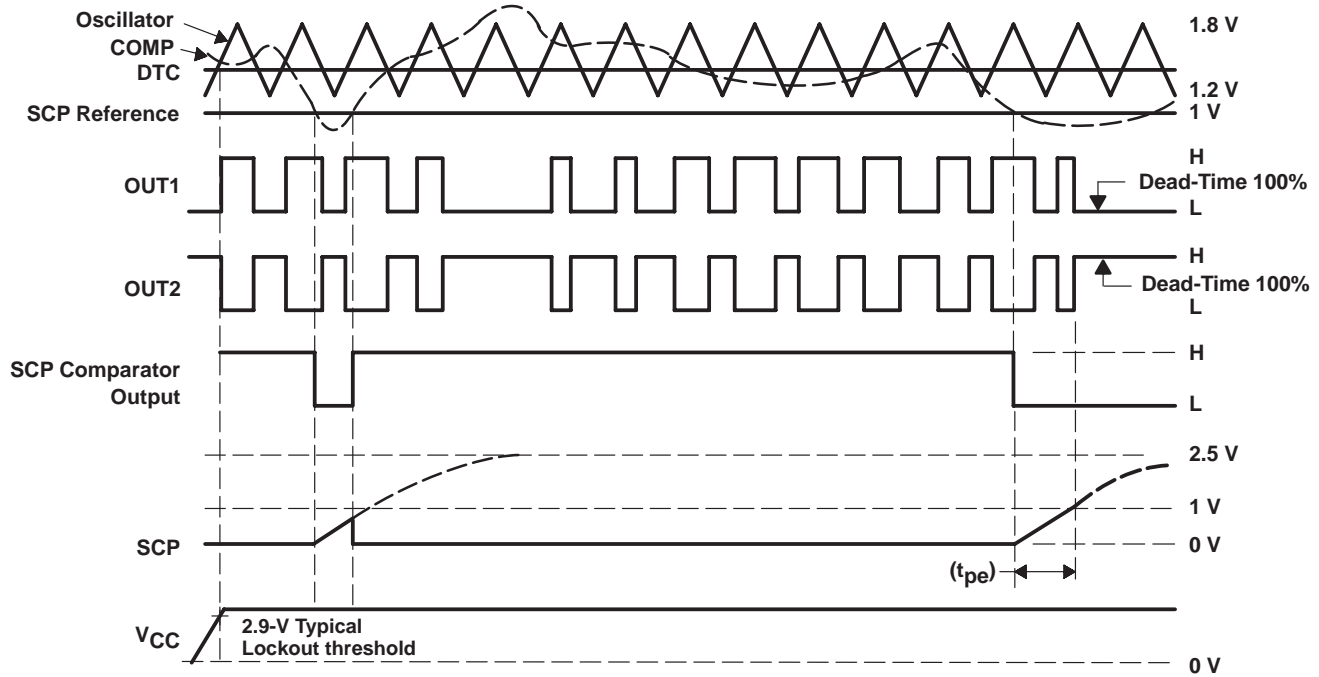 Oscillator
COMP
DTC
SCP Reference
1.8 V
1.2 V
1 V
OUT1
H
Dead-Time 100%
L
OUT2
H
Dead-Time 100%
L
SCP Comparator
Output
H
L
2.5 V
1 V
SCP
0 V
(tpe)
VCC
2.9-V Typical
Lockout threshold
0 V